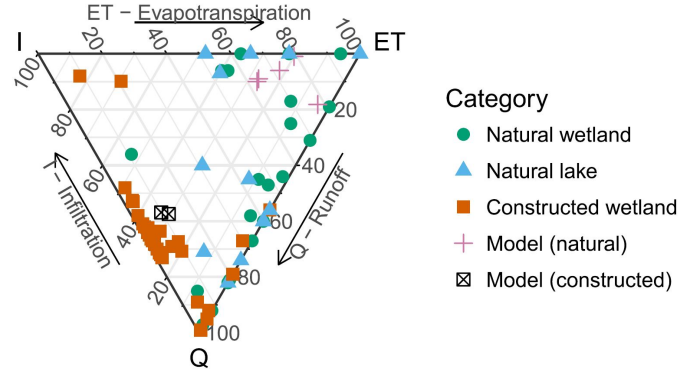 ET − Evapotranspiration
I
20
40
60
80
100
ET
100
80
60
40
20
I − Infiltration
20
40
60
80
100
Q − Runoff
Q
Category
Natural wetland
Natural lake
Constructed wetland
Model (natural)
Model (constructed)